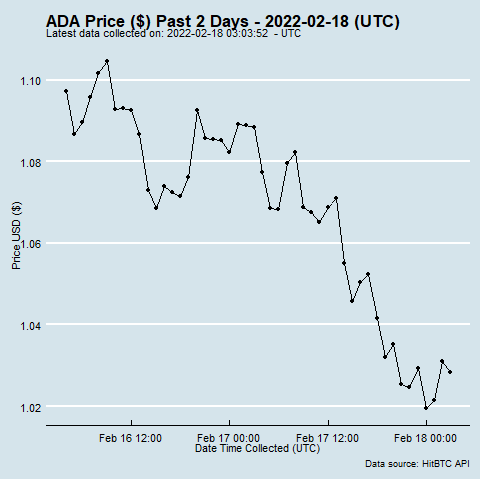 ADA Price ($) Past 2 Days - 2022-02-18 (UTC)
Latest data collected on: 2022-02-18 03:03:52  - UTC
1.10
1.08
1.06
1.04
1.02
Price USD ($)
Feb 16 12:00 Feb 17 00:00 Feb 17 12:00 Feb 18 00:00
Date Time Collected (UTC)
Data source: HitBTC API